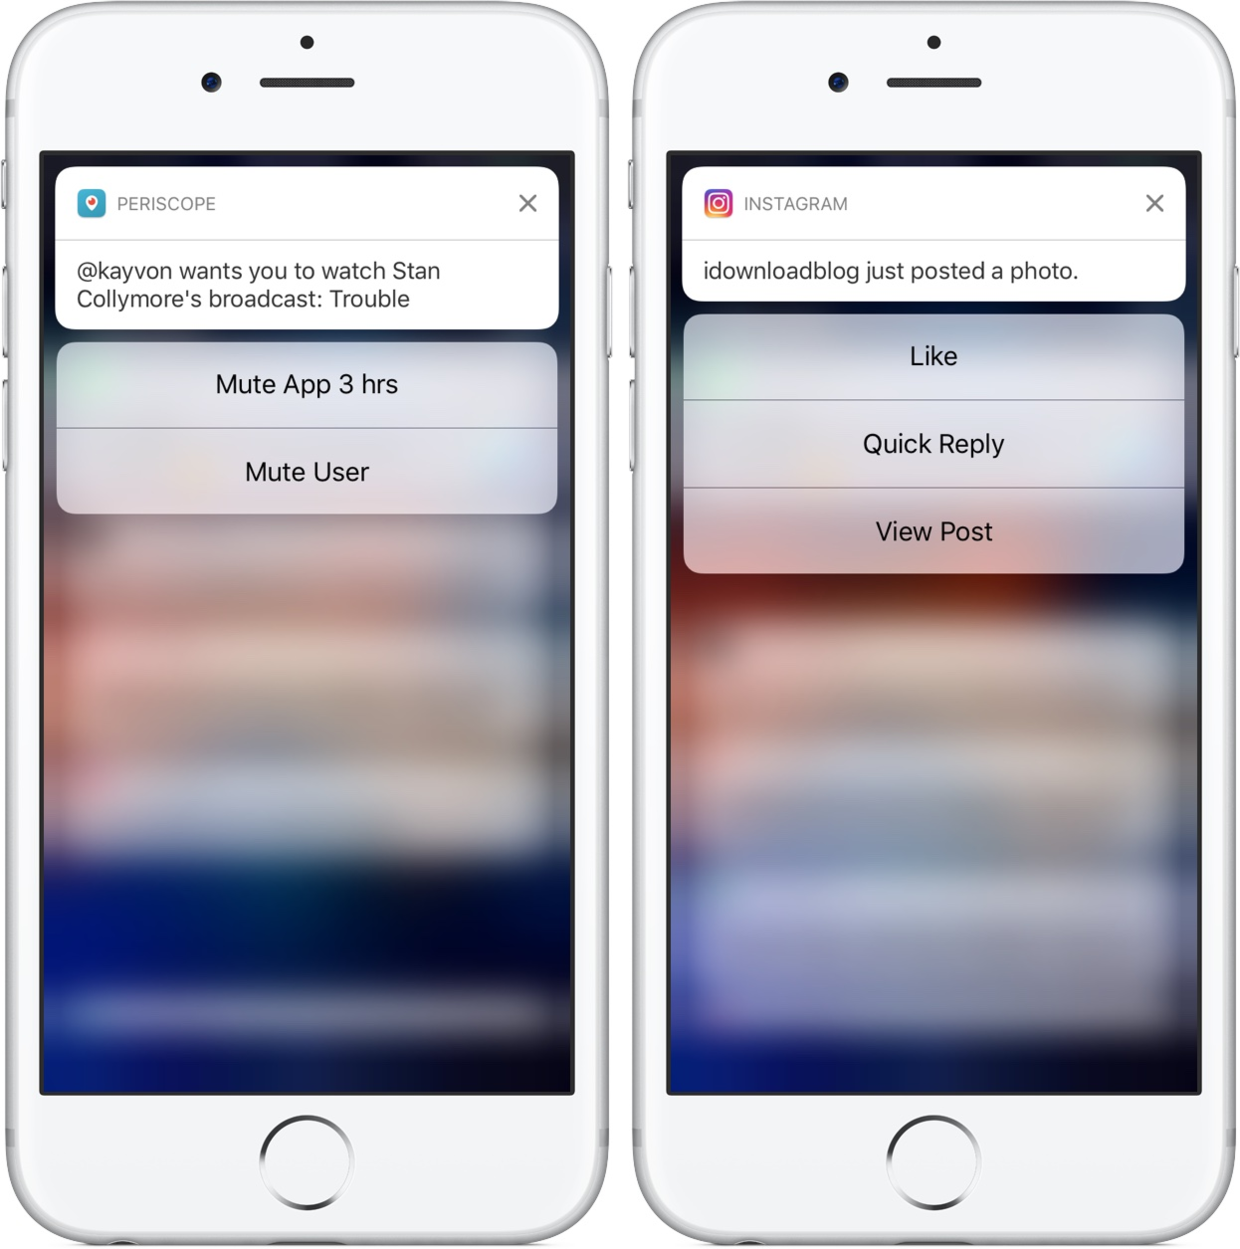 PERISCOPE
@kayvon wants you to watch Stan
Collymore's broadcast: Trouble
Mute App 3 hrs
Mute User
INSTAGRAM
idownloadblog just posted a photo.
Like
Quick Reply
View Post